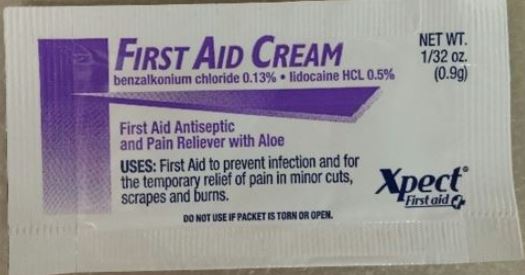 FIRST AID CREAM
benzalkonium chloride 0.13% • lidocaine HCL 0.5%
NET WT.
1/32 oz.
(0.9g)
First Aid Antiseptic
and Pain Reliever with Aloe
USES: First Aid to prevent infection and for
the temporary relief of pain in minor cuts,
scrapes and burns.
Xpect®
First aid
DO NOT USE IF PACKET IS TORN OR OPEN.